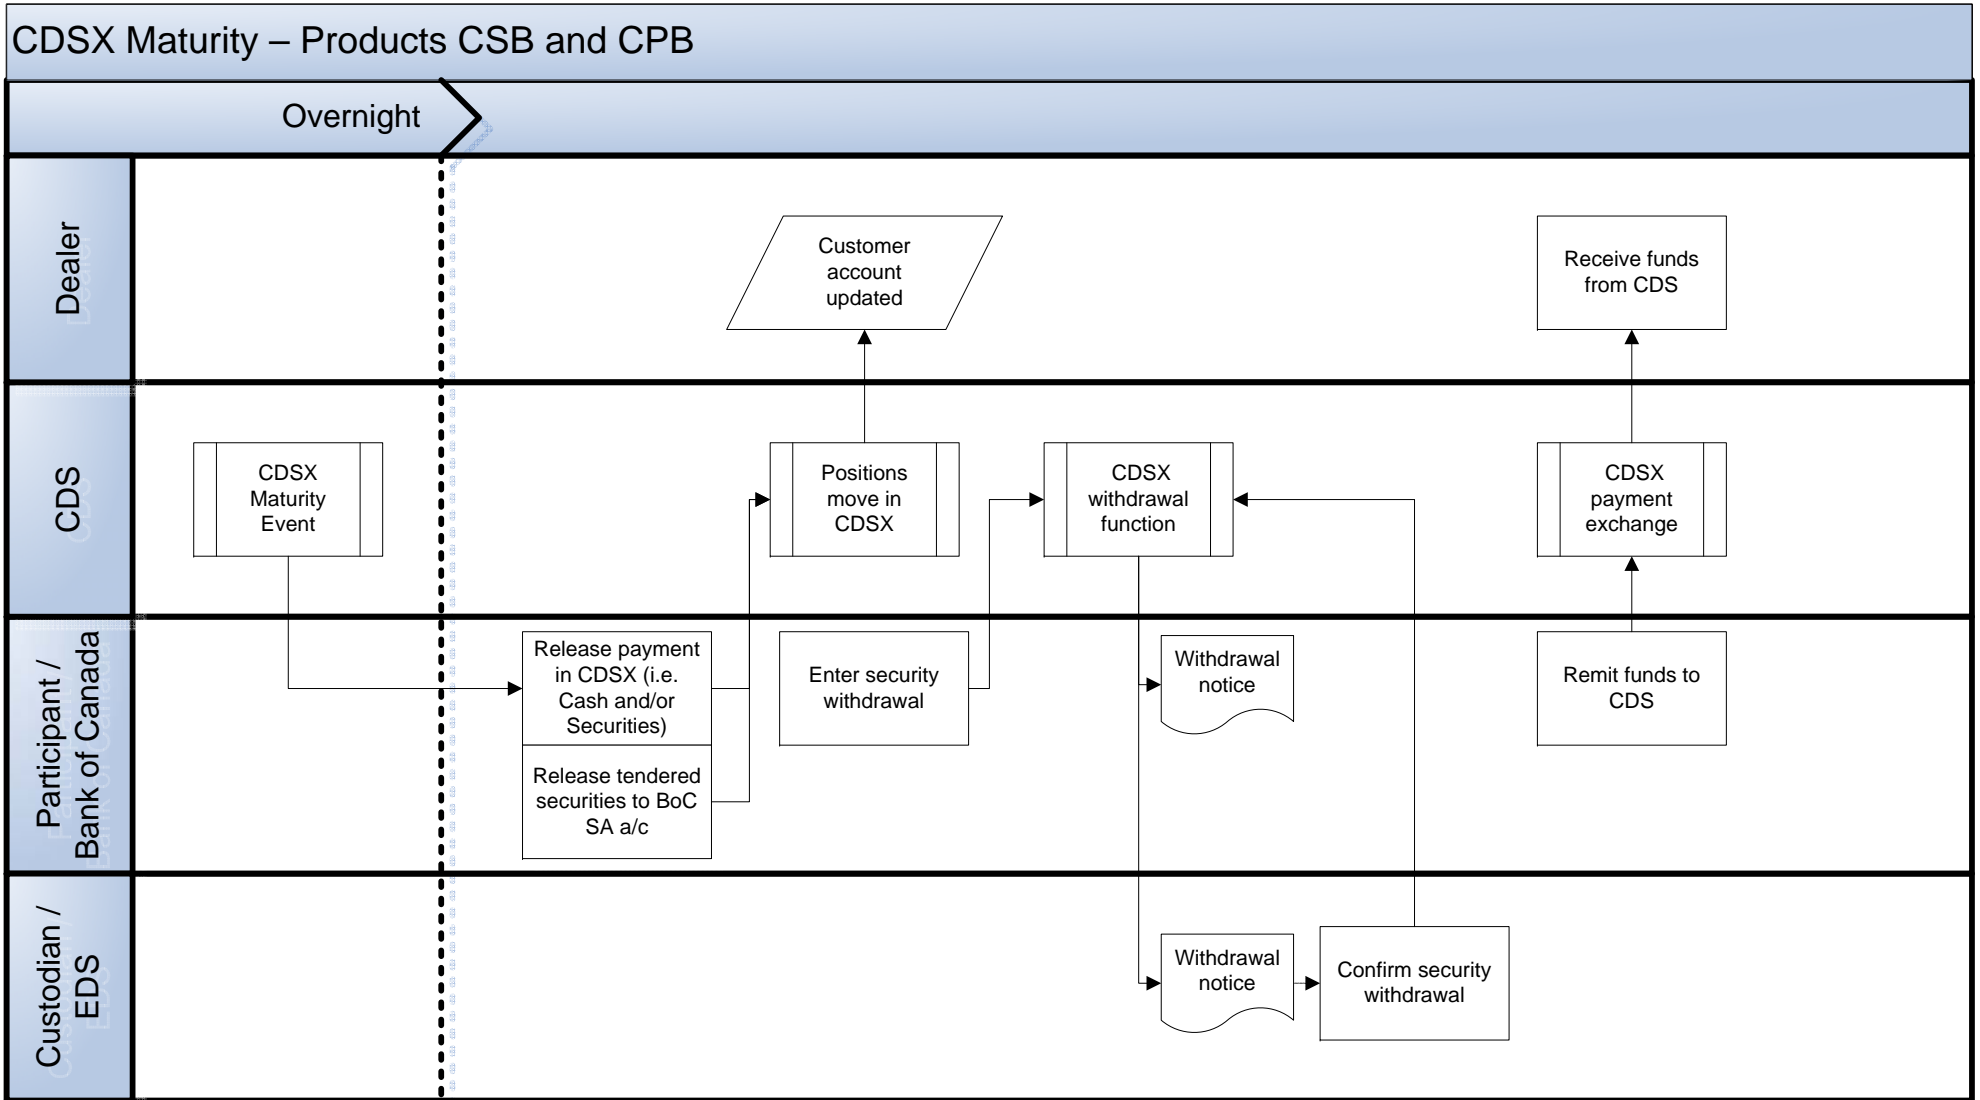 CDSX Maturity – Products CSB and CPB
Overnight
Dealer
Customer
account
updated
Receive funds
from CDS
CDS
CDSX
Maturity
Event
Positions
move in
CDSX
CDSX
withdrawal
function
CDSX
payment
exchange
Participant /
Bank of Canada
Release payment
in CDSX (i.e.
Cash and/or
Securities)
Release tendered
securities to BoC
SA a/c
Enter security
withdrawal
Withdrawal
notice
Remit funds to
CDS
Custodian /
EDS
Withdrawal
notice
Confirm security
withdrawal